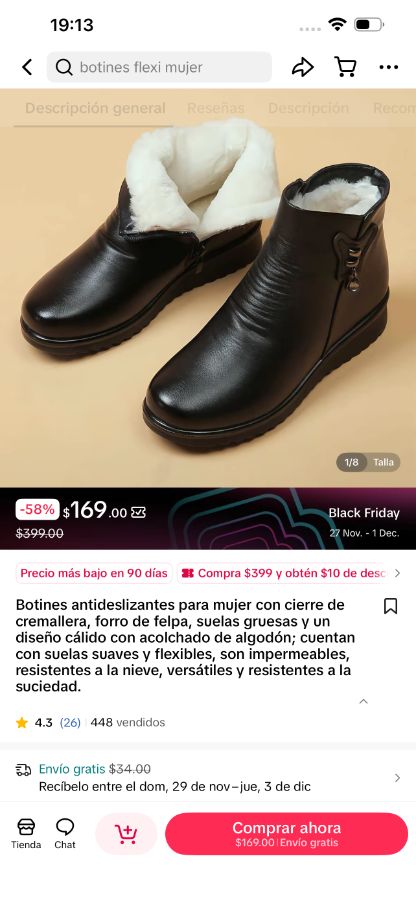 19:13
botines flexi mujer
Descripción general Reseñas Descripción Recom
1/8 Talla
-58% $169.00
$399.00
Black Friday
27 Nov. - 1 Dec.
Precio más bajo en 90 días Compra $399 y obtén $10 de desc
Botines antideslizantes para mujer con cierre de
cremallera, forro de felpa, suelas gruesas y un
diseño cálido con acolchado de algodón; cuentan
con suelas suaves y flexibles, son impermeables,
resistentes a la nieve, versátiles y resistentes a la
suciedad.
4.3 (26) 448 vendidos
Envío gratis $34.00
Recíbelo entre el dom, 29 de nov–jue, 3 de dic
Tienda
Chat
Comprar ahora
$169.00 | Envío gratis